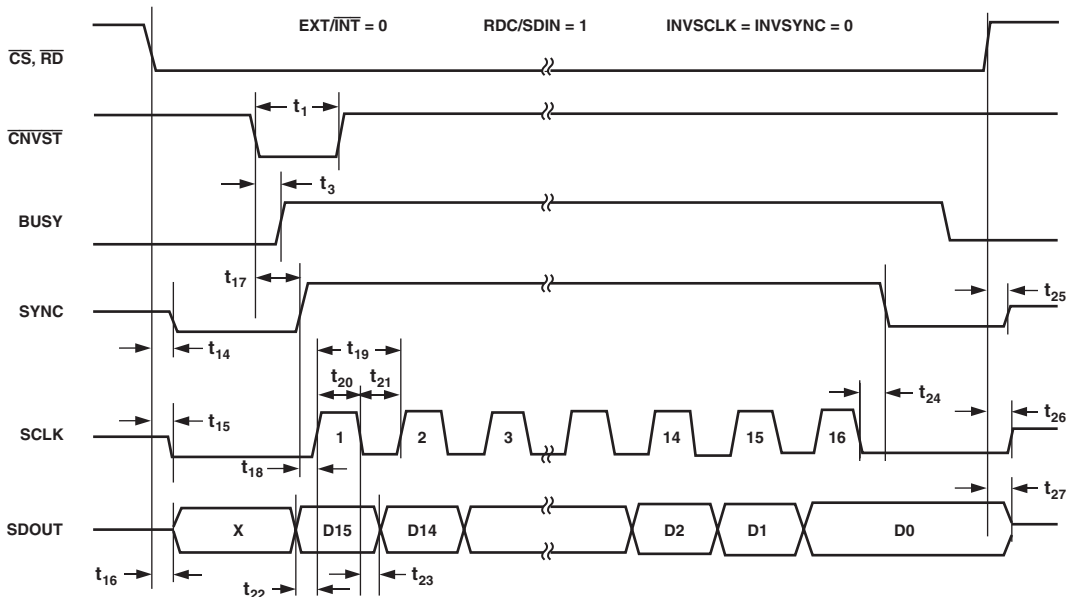 EXT/INT = 0 RDC/SDIN = 1 INVSCLK = INVSYNC = 0
CS, RD
t1
CNVST
t3
BUSY
t17
SYNC
t25
t14
t19
t20 t21
t24
t15
t26
SCLK
1 2 3 14 15 16
t18
t27
SDOUT
X D15 D14 D2 D1 D0
t16
t22
t23